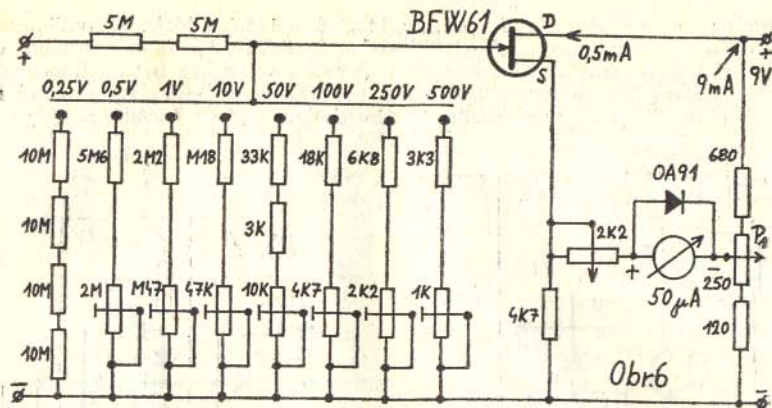 5M 5M BFW61 D
+ 0,5mA +
S 9mA 9V
0,25V 0,5V 1V 10V 50V 100V 250V 500V
10M 5M6 2M2 M18 33K 18K 6K8 3K3 680
OA91
10M 3K 2K2 P1
+ −
10M 2M M47 47K 10K 4K7 2K2 1K 50µA 250
4K7 120
10M
Obr.6
− −